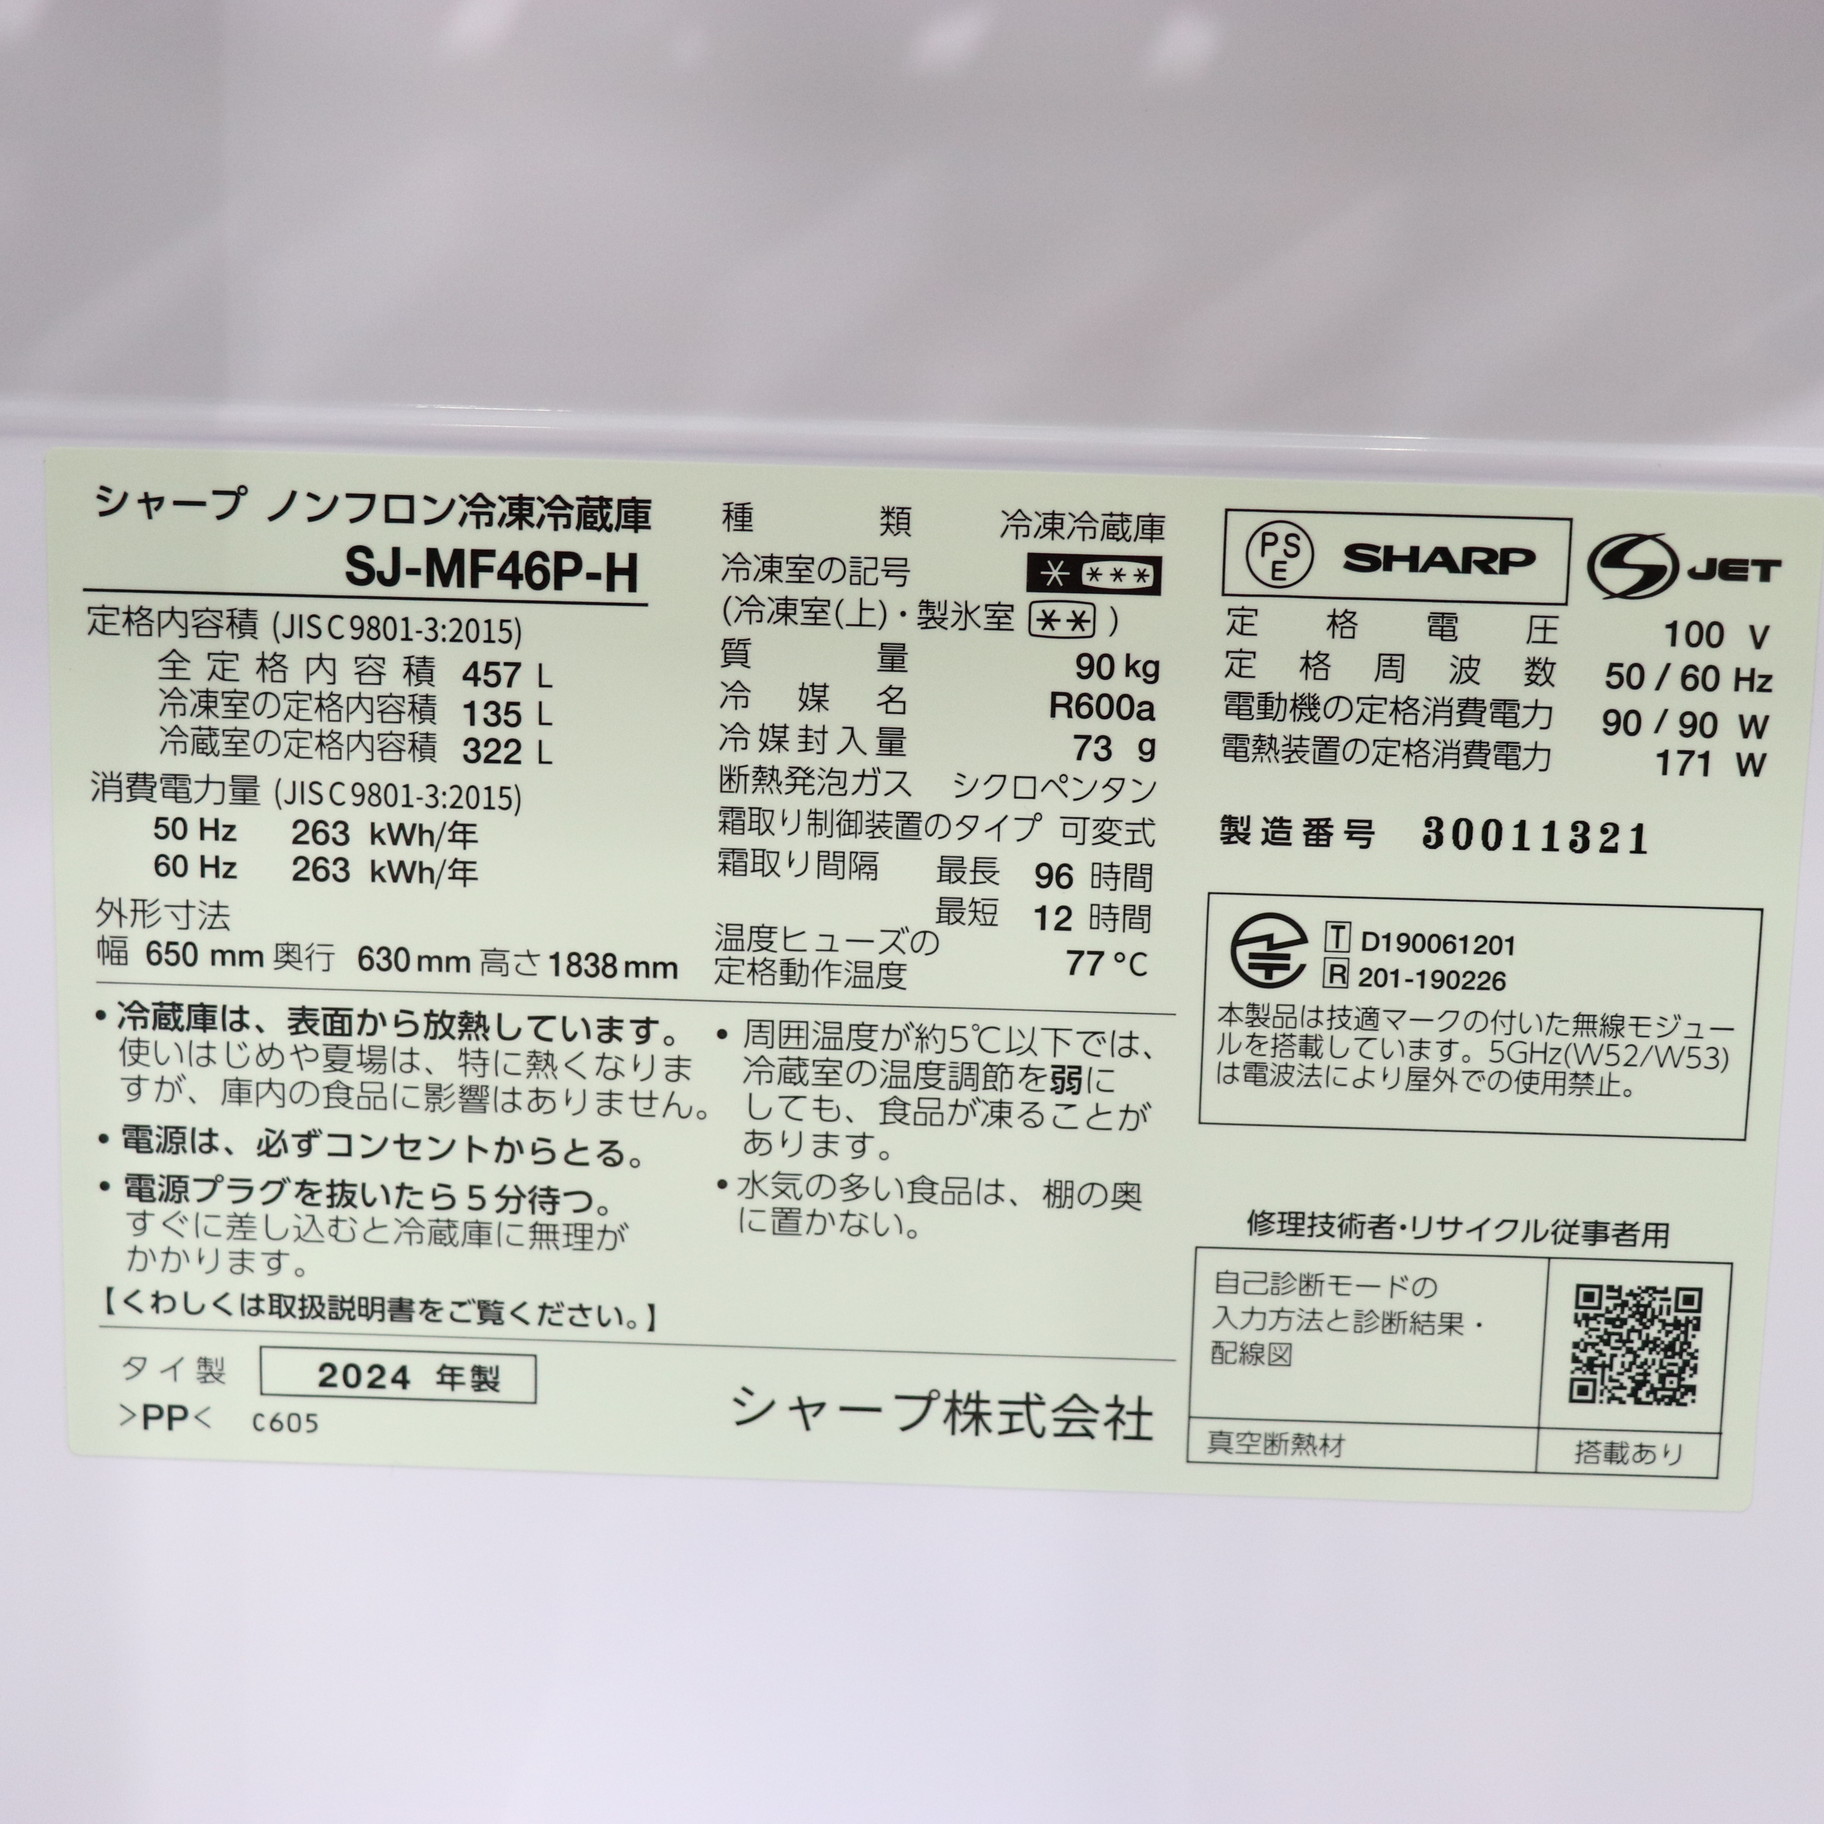 シャープ ノンフロン冷凍冷蔵庫
SJ-MF46P-H
定格内容積 (JIS C 9801-3:2015)
全定格内容積 457 L
冷凍室の定格内容積 135 L
冷蔵室の定格内容積 322 L
消費電力量 (JIS C 9801-3:2015)
50 Hz 263 kWh/年
60 Hz 263 kWh/年
外形寸法
幅 650 mm 奥行 630 mm 高さ 1838 mm
種類 冷凍冷蔵庫
冷凍室の記号 * ***
(冷凍室(上)・製氷室 ** )
質量 90 kg
冷媒名 R600a
冷媒封入量 73 g
断熱発泡ガス シクロペンタン
霜取り制御装置のタイプ 可変式
霜取り間隔 最長 96 時間
最短 12 時間
温度ヒューズの
定格動作温度 77 °C
PSE SHARP S JET
定格電圧 100 V
定格周波数 50 / 60 Hz
電動機の定格消費電力 90 / 90 W
電熱装置の定格消費電力 171 W
製造番号 30011321
T D190061201
R 201-190226
本製品は技適マークの付いた無線モジュー
ルを搭載しています。5GHz(W52/W53)
は電波法により屋外での使用禁止。
• 冷蔵庫は、表面から放熱しています。
使いはじめや夏場は、特に熱くなりま
すが、庫内の食品に影響はありません。
• 電源は、必ずコンセントからとる。
• 電源プラグを抜いたら5分待つ。
すぐに差し込むと冷蔵庫に無理が
かかります。
【くわしくは取扱説明書をご覧ください。】
• 周囲温度が約5℃以下では、
冷蔵室の温度調節を弱に
しても、食品が凍ることが
あります。
• 水気の多い食品は、棚の奥
に置かない。
修理技術者・リサイクル従事者用
自己診断モードの
入力方法と診断結果・
配線図
真空断熱材 搭載あり
タイ製 2024 年製
>PP< C605
シャープ株式会社